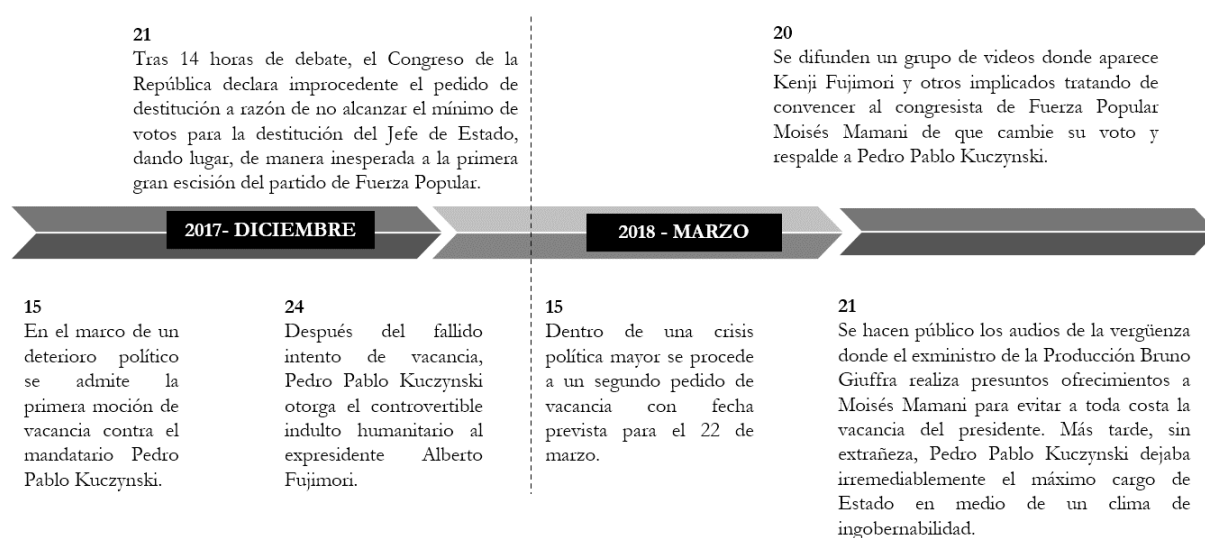 21
Tras 14 horas de debate, el Congreso de la
República declara improcedente el pedido de
destitución a razón de no alcanzar el mínimo de
votos para la destitución del Jefe de Estado,
dando lugar, de manera inesperada a la primera
gran escisión del partido de Fuerza Popular.
20
Se difunden un grupo de videos donde aparece
Kenji Fujimori y otros implicados tratando de
convencer al congresista de Fuerza Popular
Moisés Mamani de que cambie su voto y
respalde a Pedro Pablo Kuczynski.
2017- DICIEMBRE
2018 - MARZO
15
En el marco de un
deterioro político
se admite la
primera moción de
vacancia contra el
mandatario Pedro
Pablo Kuczynski.
24
Después del fallido
intento de vacancia,
Pedro Pablo Kuczynski
otorga el controvertible
indulto humanitario al
expresidente Alberto
Fujimori.
15
Dentro de una crisis
política mayor se procede
a un segundo pedido de
vacancia con fecha
prevista para el 22 de
marzo.
21
Se hacen público los audios de la vergüenza
donde el exministro de la Producción Bruno
Giuffra realiza presuntos ofrecimientos a
Moisés Mamani para evitar a toda costa la
vacancia del presidente. Más tarde, sin
extrañeza, Pedro Pablo Kuczynski dejaba
irremediablemente el máximo cargo de
Estado en medio de un clima de
ingobernabilidad.